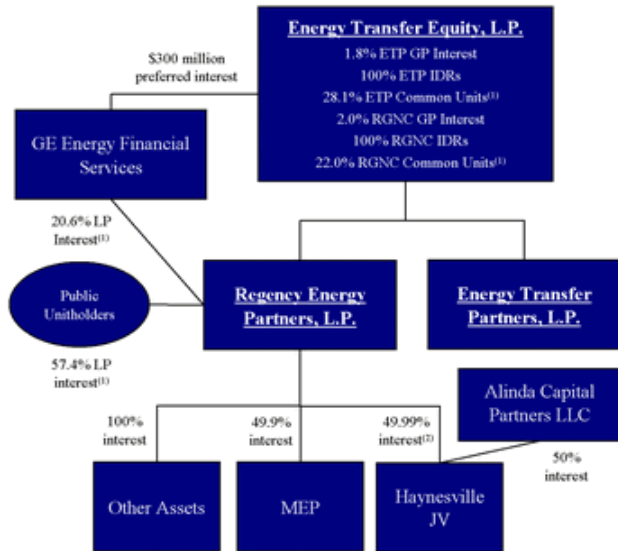 Energy Transfer Equity, L.P.
1.8% ETP GP Interest
100% ETP IDRs
28.1% ETP Common Units(1)
2.0% RGNC GP Interest
100% RGNC IDRs
22.0% RGNC Common Units(1)
$300 million
preferred interest
GE Energy Financial
Services
20.6% LP
Interest(1)
Public
Unitholders
57.4% LP
interest(1)
Regency Energy
Partners, L.P.
Energy Transfer
Partners, L.P.
Alinda Capital
Partners LLC
100%
interest
49.9%
interest
49.99%
interest(2)
50%
interest
Other Assets
MEP
Haynesville
JV